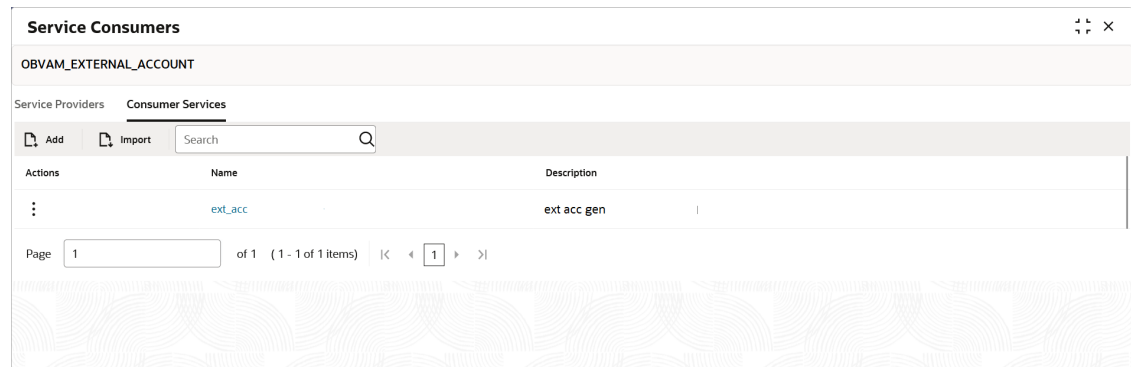 Service Consumers
OBVAM_EXTERNAL_ACCOUNT
Service Providers Consumer Services
Add Import Search
Actions Name Description
ext_acc ext acc gen
Page 1 of 1 ( 1 - 1 of 1 items) 1